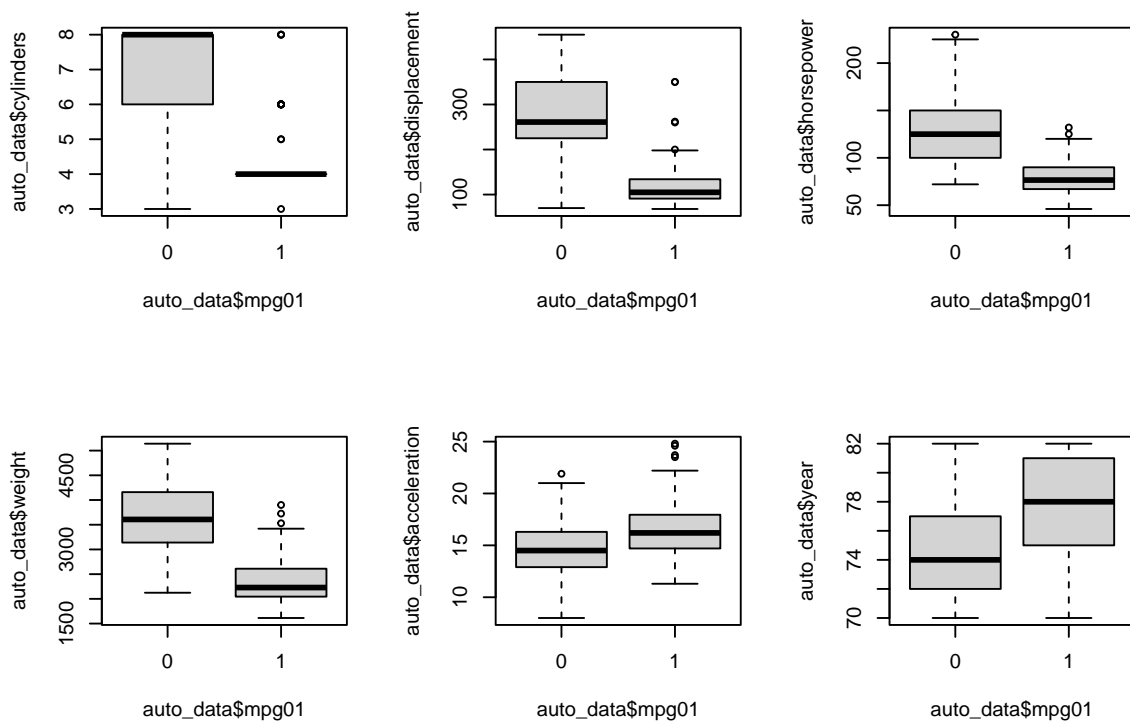 auto_data$cylinders
8
7
6
5
4
3
0 1
auto_data$mpg01
auto_data$displacement
300
100
0 1
auto_data$mpg01
auto_data$horsepower
200
100
50
0 1
auto_data$mpg01
auto_data$weight
4500
3000
1500
0 1
auto_data$mpg01
auto_data$acceleration
25
20
15
10
0 1
auto_data$mpg01
auto_data$year
82
78
74
70
0 1
auto_data$mpg01